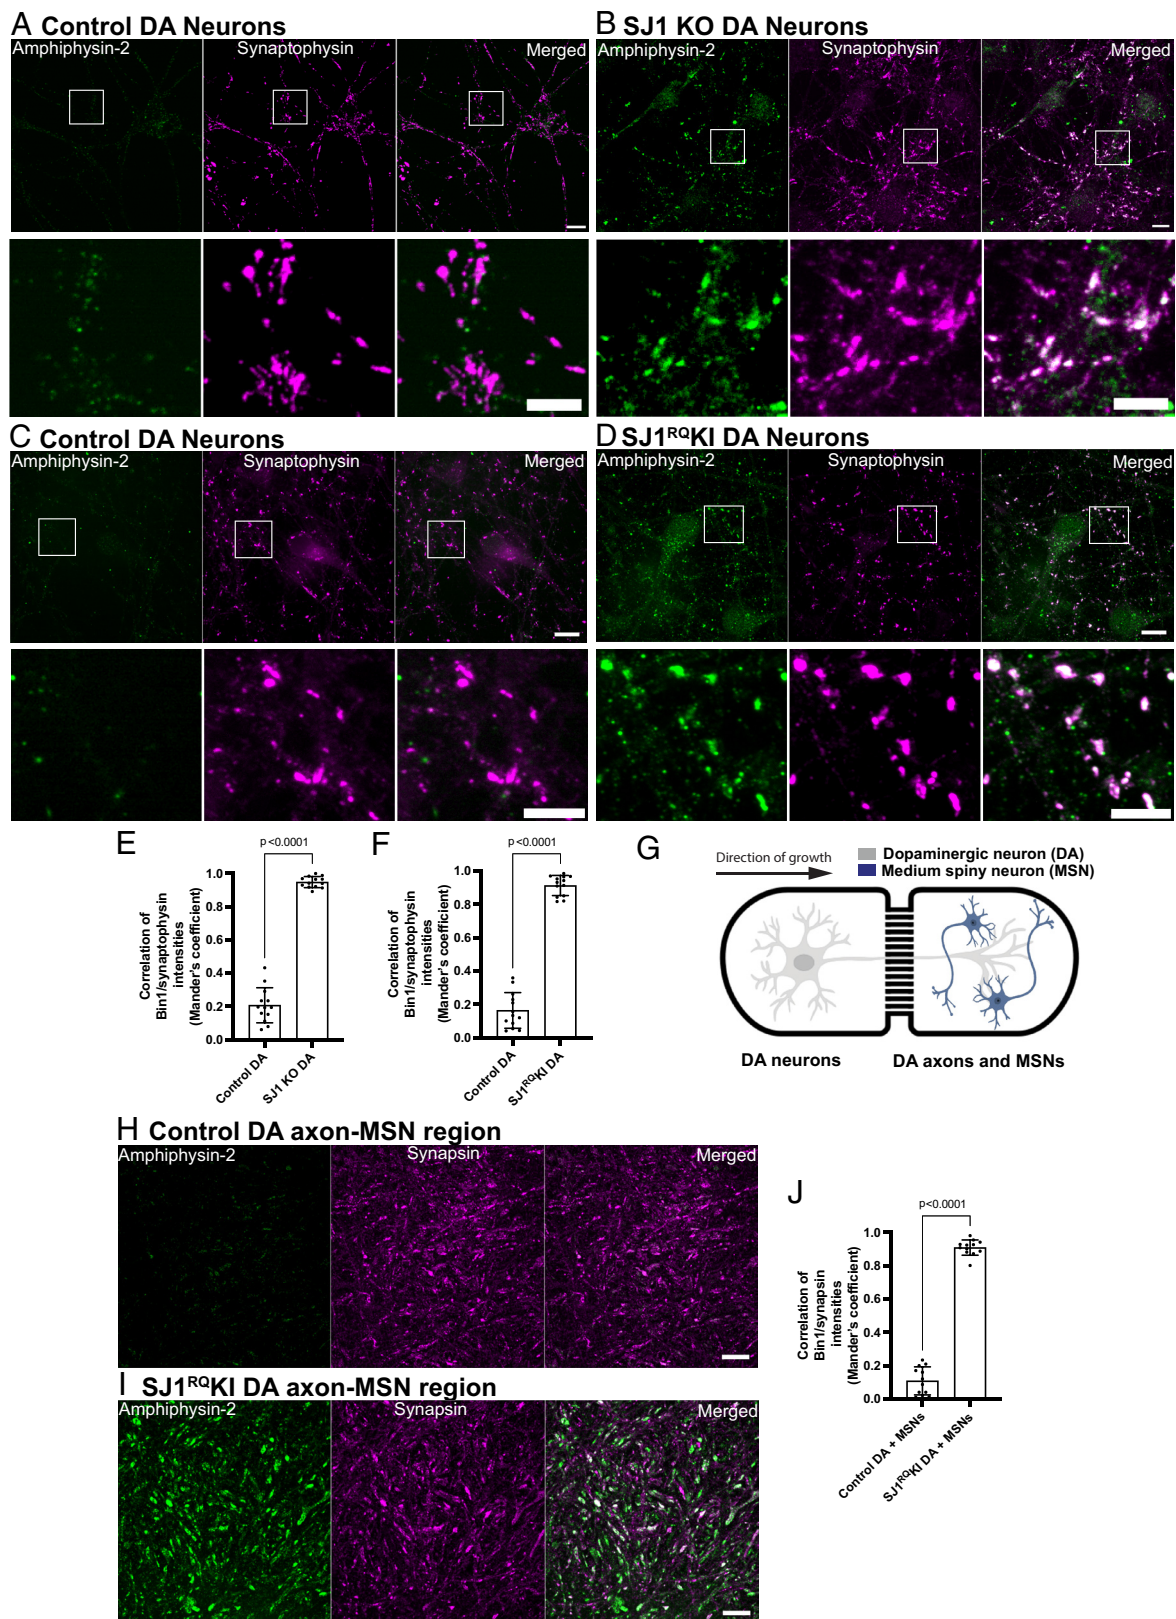 A Control DA Neurons
Amphiphysin-2 Synaptophysin Merged
B SJ1 KO DA Neurons
Amphiphysin-2 Synaptophysin Merged
C Control DA Neurons
Amphiphysin-2 Synaptophysin Merged
D SJ1RQKI DA Neurons
Amphiphysin-2 Synaptophysin Merged
E
p<0.0001
Correlation of
Bin1/synaptophysin
intensities
(Mander's coefficient)
1.0
0.8
0.6
0.4
0.2
0.0
Control DA
SJ1 KO DA
F
p<0.0001
Correlation of
Bin1/synaptophysin
intensities
(Mander's coefficient)
1.0
0.8
0.6
0.4
0.2
0.0
Control DA
SJ1RQKI DA
G
Direction of growth
Dopaminergic neuron (DA)
Medium spiny neuron (MSN)
DA neurons
DA axons and MSNs
H Control DA axon-MSN region
Amphiphysin-2 Synapsin Merged
I SJ1RQKI DA axon-MSN region
Amphiphysin-2 Synapsin Merged
J
p<0.0001
Correlation of
Bin1/synapsin
intensities
(Mander's coefficient)
1.0
0.8
0.6
0.4
0.2
0.0
Control DA + MSNs
SJ1RQKI DA + MSNs